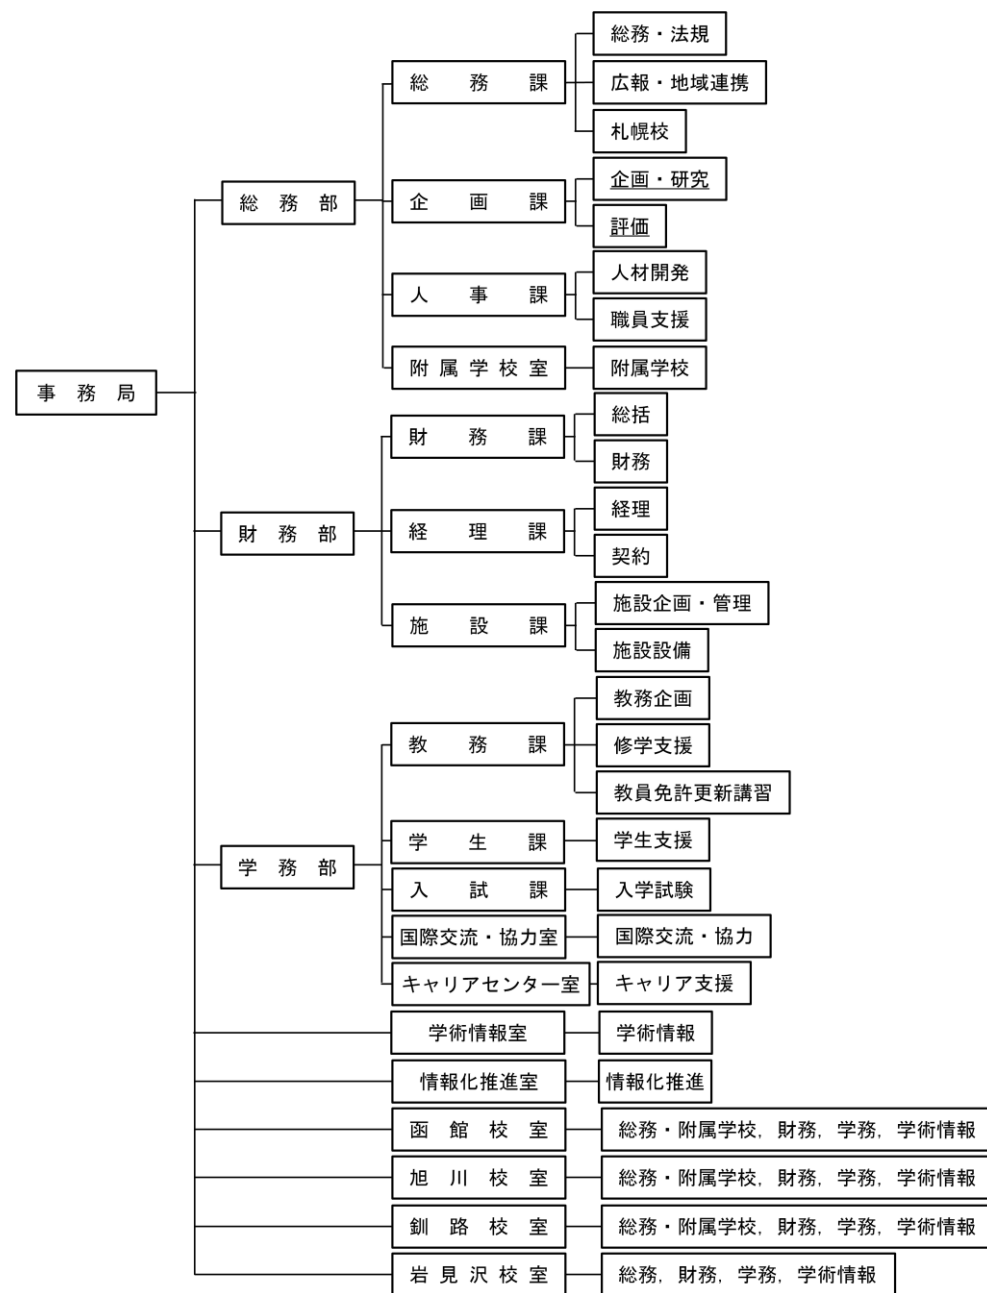 事務局
総務部
総務課
総務・法規
広報・地域連携
札幌校
企画課
企画・研究
評価
人事課
人材開発
職員支援
附属学校室
附属学校
財務部
財務課
総括
財務
経理課
経理
契約
施設課
施設企画・管理
施設設備
学務部
教務課
教務企画
修学支援
教員免許更新講習
学生課
学生支援
入試課
入学試験
国際交流・協力室
国際交流・協力
キャリアセンター室
キャリア支援
学術情報室
学術情報
情報化推進室
情報化推進
函館校室
総務・附属学校, 財務, 学務, 学術情報
旭川校室
総務・附属学校, 財務, 学務, 学術情報
釧路校室
総務・附属学校, 財務, 学務, 学術情報
岩見沢校室
総務, 財務, 学務, 学術情報